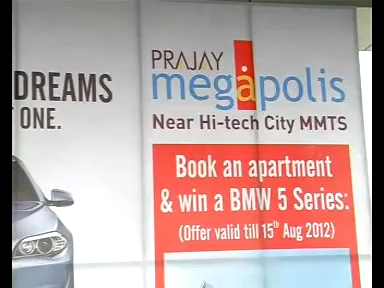 DREAMS
ONE.
PRAJAY
megapolis
Near Hi-tech City MMTS
Book an apartment
& win a BMW 5 Series*
(Offer valid till 15th Aug 2012)